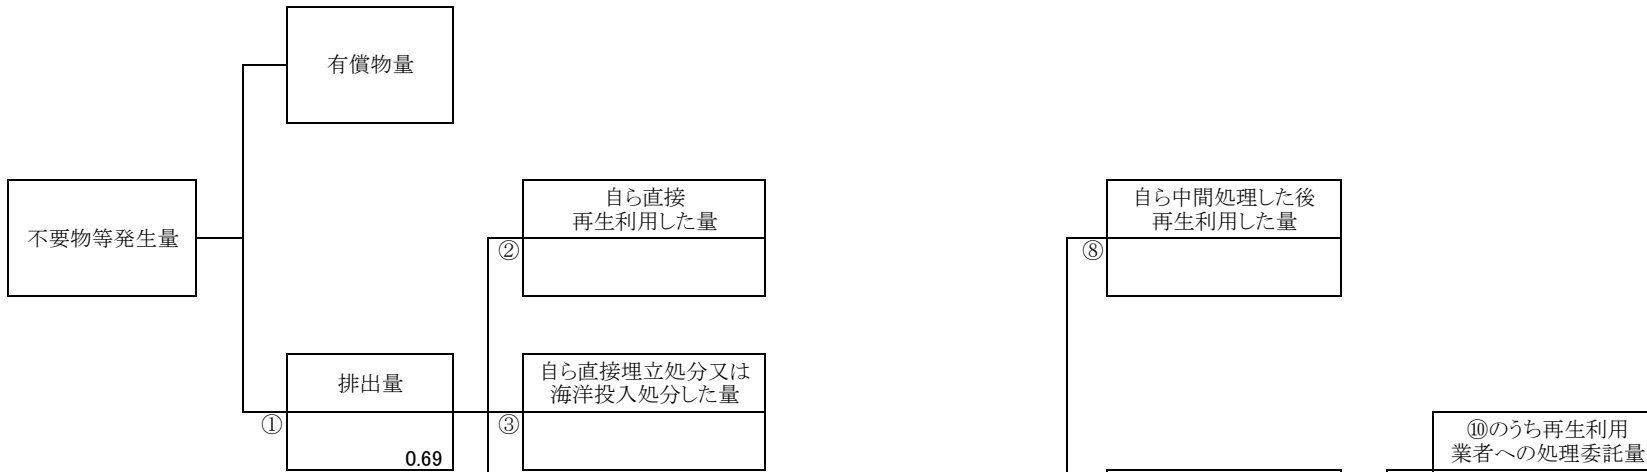 有償物量
自ら直接
再生利用した量
自ら中間処理した後
再生利用した量
不要物等発生量
②
⑧
排出量
自ら直接埋立処分又は
海洋投入処分した量
①
③
0.69
⑩のうち再生利用
業者への処理委託量